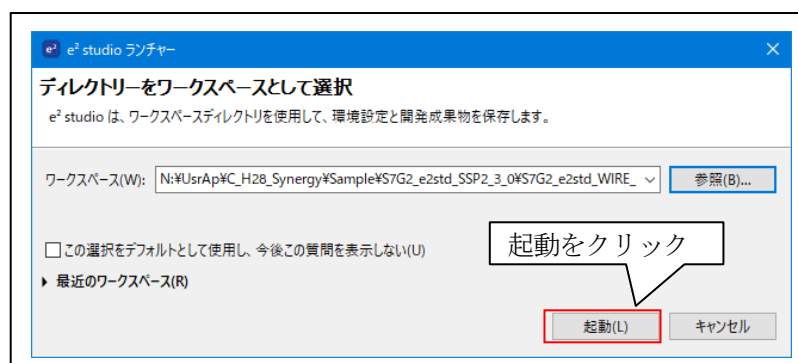 e² studio ランチャー
ディレクトリーをワークスペースとして選択
e² studio は、ワークスペースディレクトリを使用して、環境設定と開発成果物を保存します。
ワークスペース(W): N:¥UsrAp¥C_H28_Synergy¥Sample¥S7G2_e2std_SSP2_3_0¥S7G2_e2std_WIRE_ 参照(B)...
この選択をデフォルトとして使用し、今後この質問を表示しない(U)
起動をクリック
最近のワークスペース(R)
起動(L) キャンセル